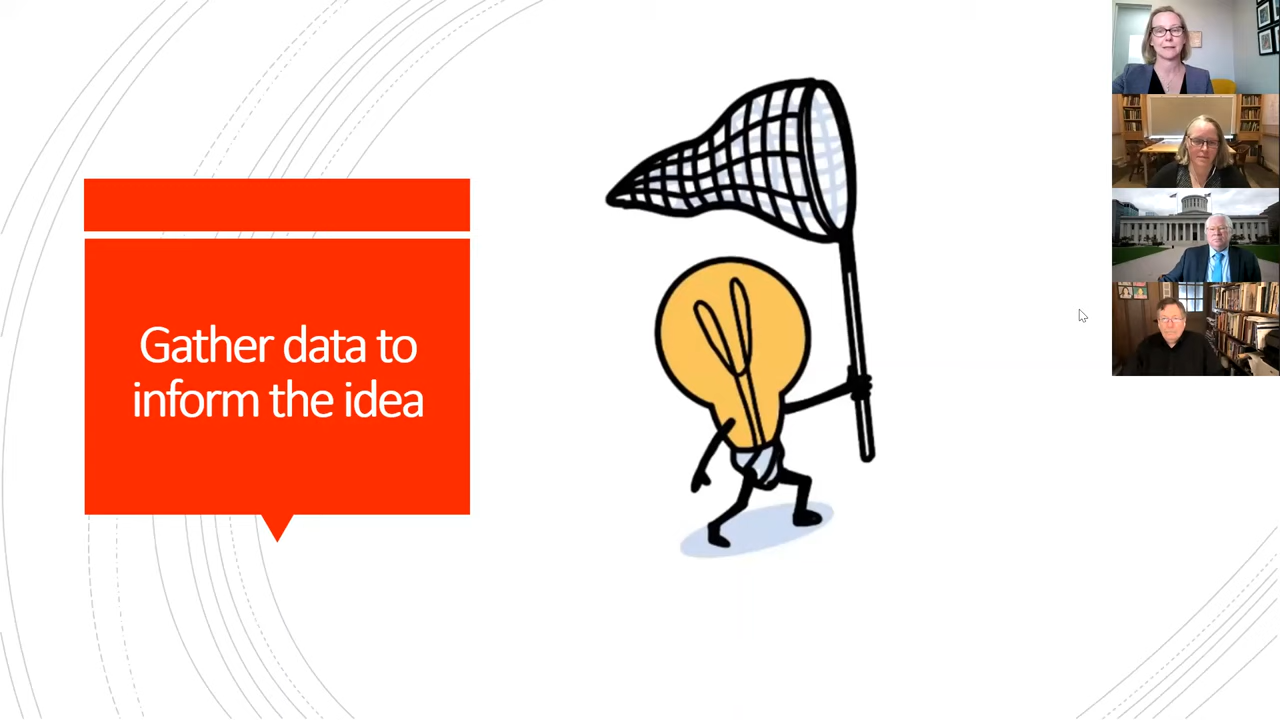 Gather data to
inform the idea